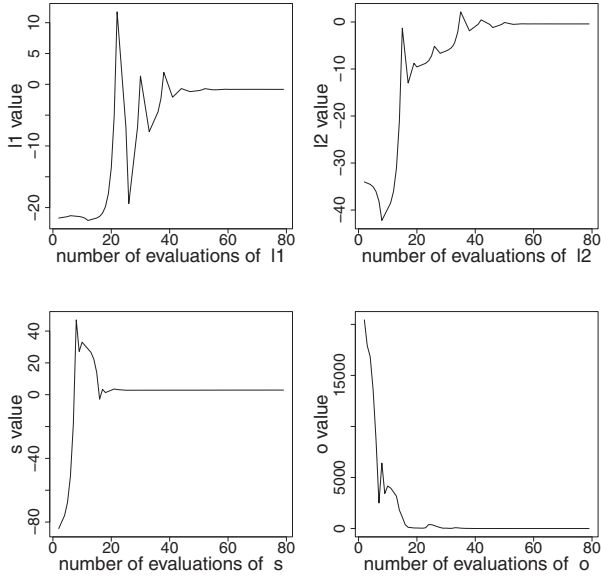 10
5
0
−10
−20
l1 value
0 20 40 60 80
number of evaluations of l1
0
−10
−20
−30
−40
l2 value
0 20 40 60 80
number of evaluations of l2
40
20
0
−40
−80
s value
0 20 40 60 80
number of evaluations of s
15000
5000
0
o value
0 20 40 60 80
number of evaluations of o